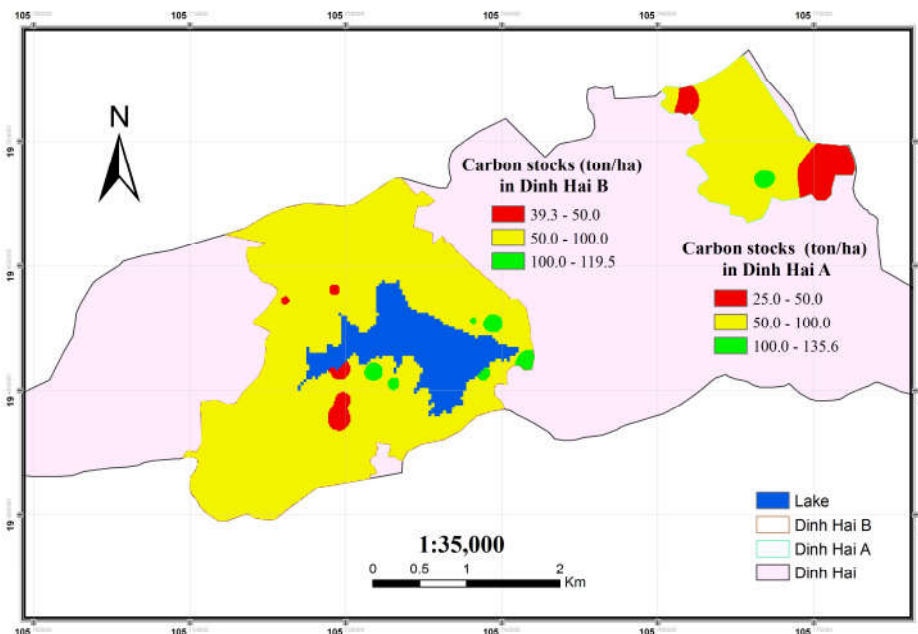 105 105 105 105 105 105
N
19
19
19
19
Carbon stocks (ton/ha)
in Dinh Hai B
39.3 - 50.0
50.0 - 100.0
100.0 - 119.5
Carbon stocks (ton/ha)
in Dinh Hai A
25.0 - 50.0
50.0 - 100.0
100.0 - 135.6
Lake
Dinh Hai B
Dinh Hai A
Dinh Hai
1:35,000
0 0.5 1 2
Km
105 105 105 105 105 105